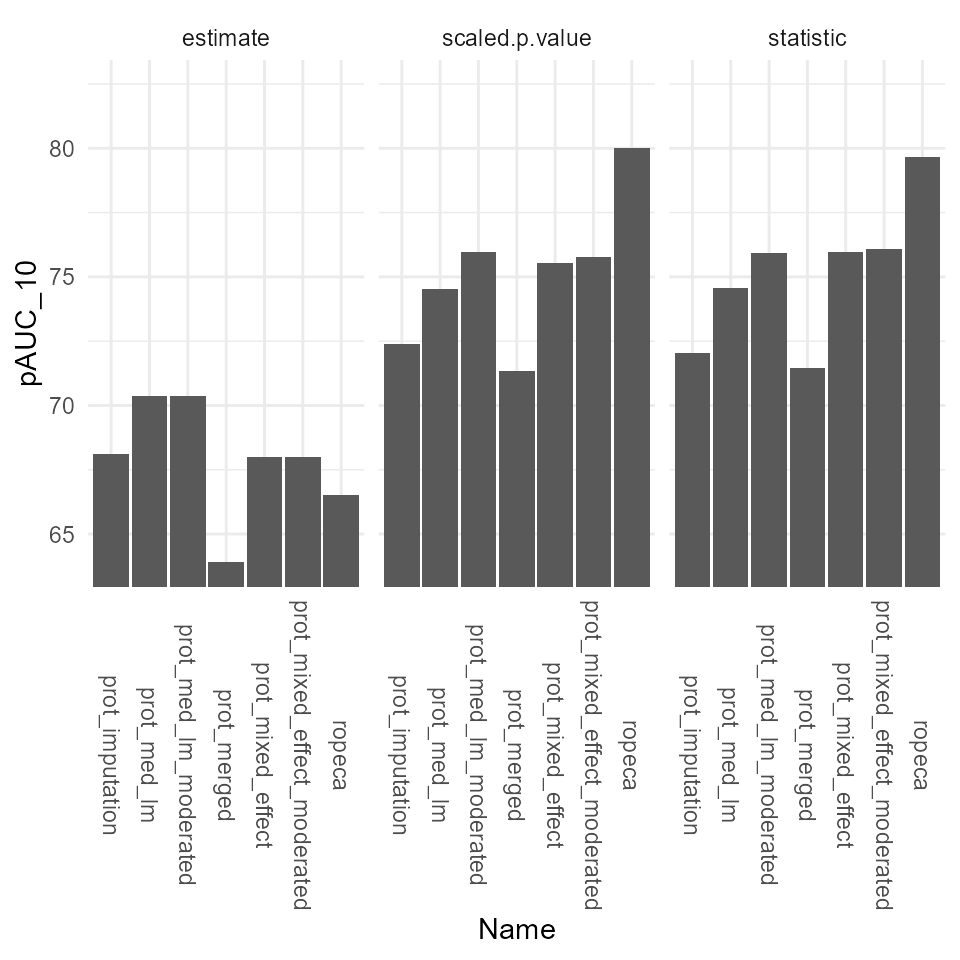 estimate
scaled.p.value
statistic
pAUC_10
80
75
70
65
prot_imputation
prot_med_lm
prot_med_lm_moderated
prot_merged
prot_mixed_effect
prot_mixed_effect_moderated
ropeca
prot_imputation
prot_med_lm
prot_med_lm_moderated
prot_merged
prot_mixed_effect
prot_mixed_effect_moderated
ropeca
prot_imputation
prot_med_lm
prot_med_lm_moderated
prot_merged
prot_mixed_effect
prot_mixed_effect_moderated
ropeca
Name